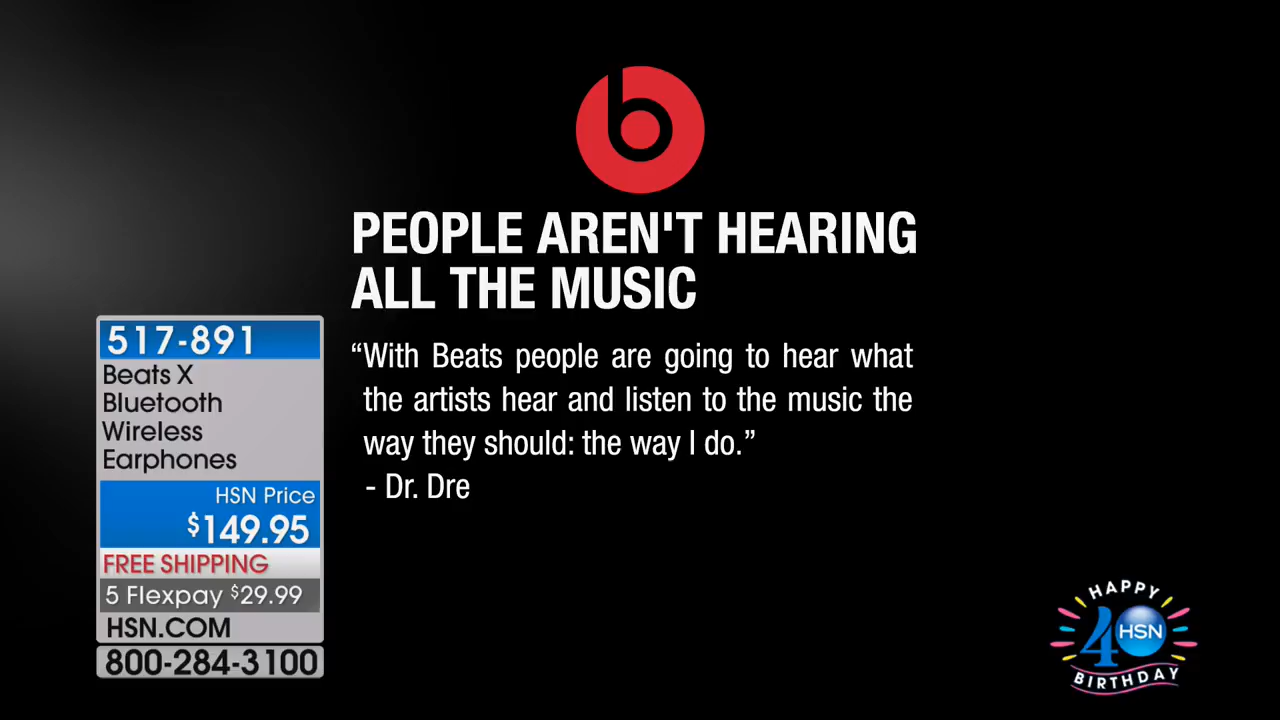 b
PEOPLE AREN'T HEARING
ALL THE MUSIC
“With Beats people are going to hear what
the artists hear and listen to the music the
way they should: the way I do.”
- Dr. Dre
517-891
Beats X
Bluetooth
Wireless
Earphones
HSN Price
$149.95
FREE SHIPPING
5 Flexpay $29.99
HSN.COM
800-284-3100
HAPPY
40 HSN
BIRTHDAY